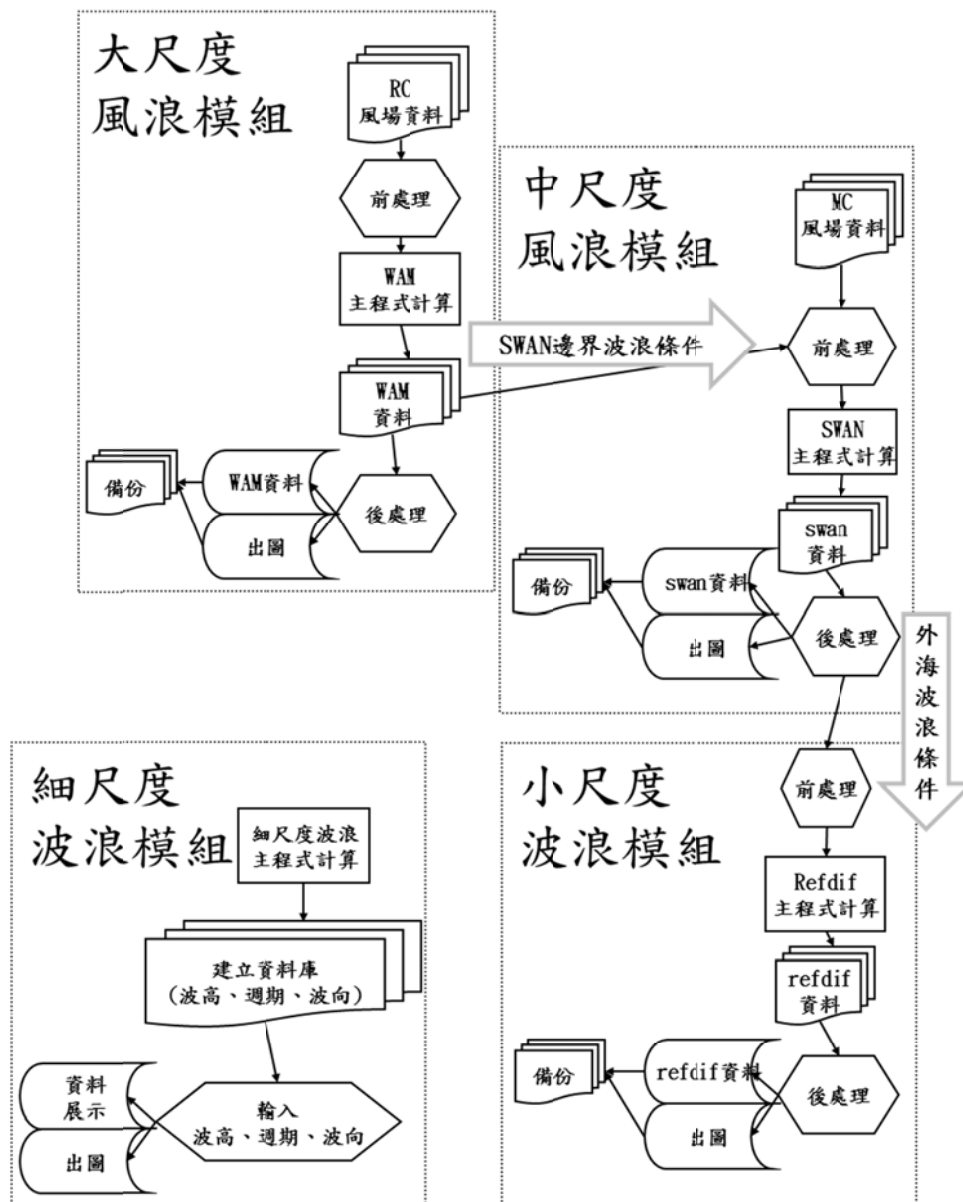 大尺度
風浪模組
RC
風場資料
前處理
WAM
主程式計算
WAM
資料
後處理
WAM資料
出圖
備份
SWAN邊界波浪條件
中尺度
風浪模組
MC
風場資料
前處理
SWAN
主程式計算
swan
資料
後處理
swan資料
出圖
備份
外海波浪條件
小尺度
波浪模組
前處理
Refdif
主程式計算
refdif
資料
後處理
refdif資料
出圖
備份
細尺度
波浪模組
細尺度波浪
主程式計算
建立資料庫
(波高、週期、波向)
輸入
波高、週期、波向
資料
展示
出圖